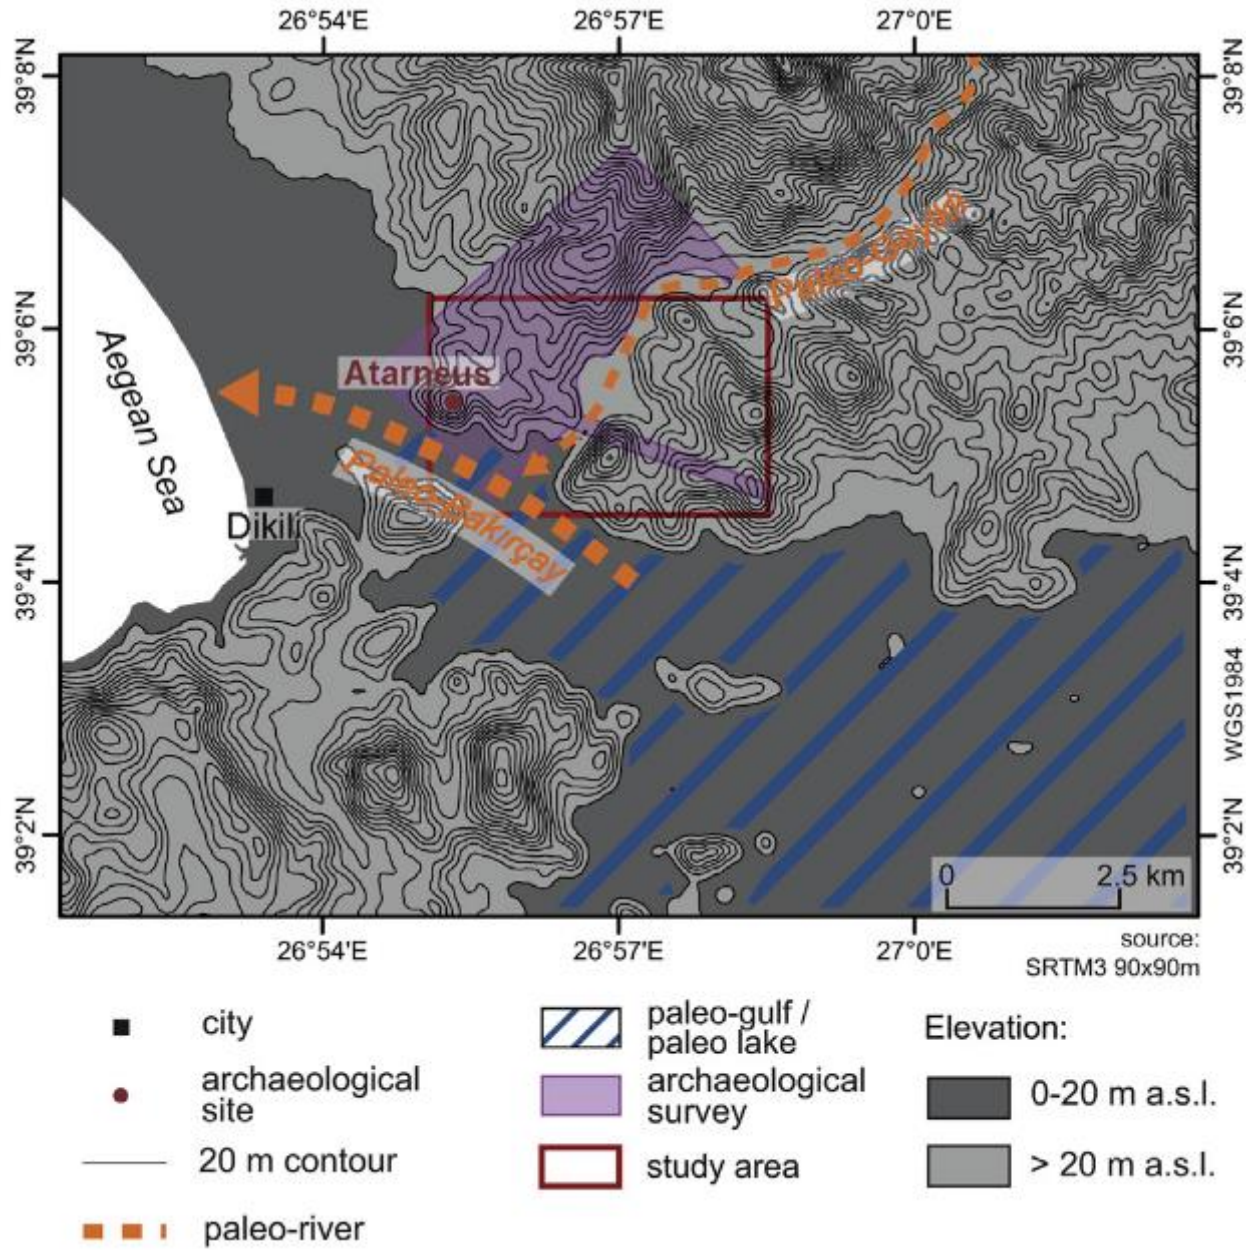 26°54'E 26°57'E 27°0'E
39°8'N 39°8'N
Paleo-Gayıklı
39°6'N 39°6'N
Aegean Sea
Atarneus
Paleo-Bakırçay
Dikili
39°4'N 39°4'N
WGS1984
39°2'N 39°2'N
0 2.5 km
26°54'E 26°57'E 27°0'E
source:
SRTM3 90x90m
city
archaeological
site
20 m contour
paleo-river
paleo-gulf /
paleo lake
archaeological
survey
study area
Elevation:
0-20 m a.s.l.
> 20 m a.s.l.